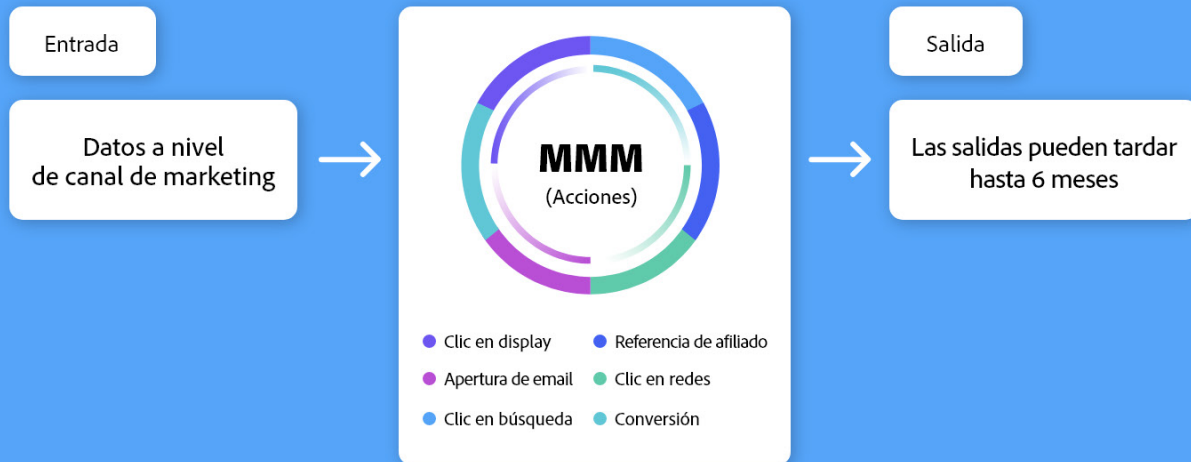 Entrada
Datos a nivel
de canal de marketing
MMM
(Acciones)
Clic en display
Referencia de afiliado
Apertura de email
Clic en redes
Clic en búsqueda
Conversión
Salida
Las salidas pueden tardar
hasta 6 meses